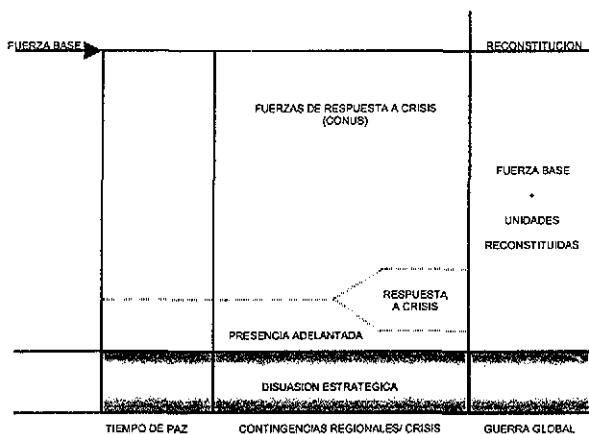 FUERZA BASE
RECONSTITUCION
FUERZAS DE RESPUESTA A CRISIS
(CONUS)
FUERZA BASE
+
UNIDADES
RECONSTITUIDAS
RESPUESTA
A CRISIS
PRESENCIA ADELANTADA
DISUASION ESTRATEGICA
TIEMPO DE PAZ
CONTINGENCIAS REGIONALES/ CRISIS
GUERRA GLOBAL